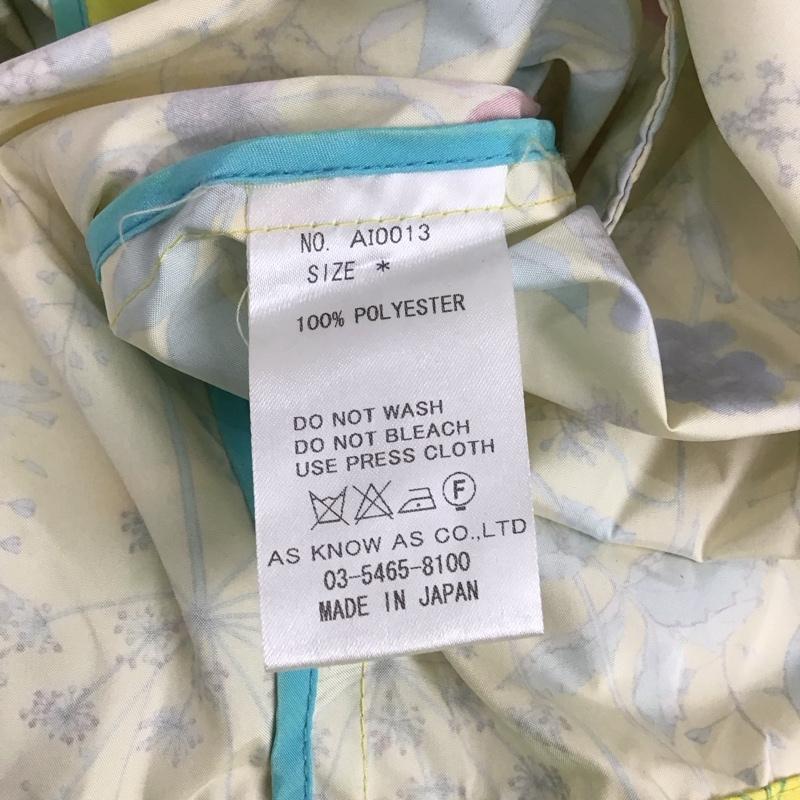 NO. AI0013
SIZE *
100% POLYESTER
DO NOT WASH
DO NOT BLEACH
USE PRESS CLOTH
F
AS KNOW AS CO.,LTD
03-5465-8100
MADE IN JAPAN